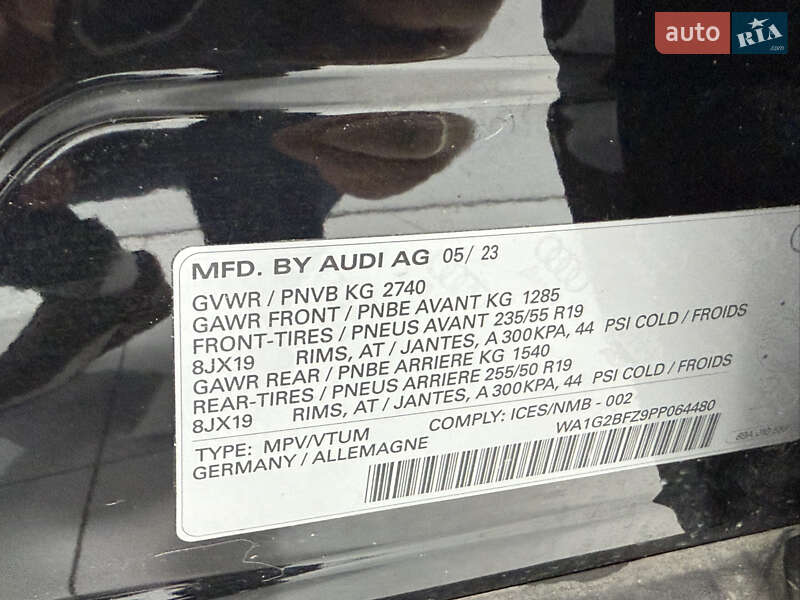 auto RIA.com
MFD. BY AUDI AG 05/ 23
GVWR / PNVB KG 2740
GAWR FRONT / PNBE AVANT KG 1285
FRONT-TIRES / PNEUS AVANT 235/55 R19
8JX19 RIMS, AT / JANTES, A 300KPA, 44 PSI COLD / FROIDS
GAWR REAR / PNBE ARRIERE KG 1540
REAR-TIRES / PNEUS ARRIERE 255/50 R19
8JX19 RIMS, AT / JANTES, A 300KPA, 44 PSI COLD / FROIDS
TYPE: MPV/VTUM COMPLY: ICES/NMB - 002
GERMANY / ALLEMAGNE WA1G2BFZ9PP064480